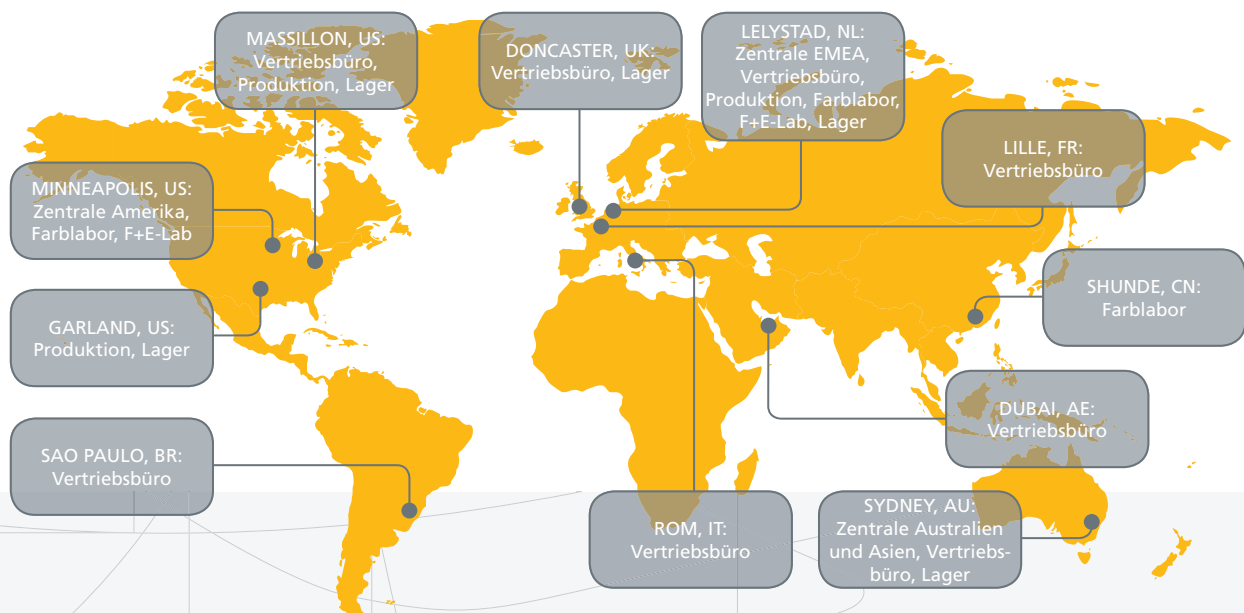 MASSILLON, US:
Vertriebsbüro,
Produktion, Lager
DONCASTER, UK:
Vertriebsbüro, Lager
LELYSTAD, NL:
Zentrale EMEA,
Vertriebsbüro,
Produktion, Farblabor,
F+E-Lab, Lager
LILLE, FR:
Vertriebsbüro
MINNEAPOLIS, US:
Zentrale Amerika,
Farblabor, F+E-Lab
SHUNDE, CN:
Farblabor
GARLAND, US:
Produktion, Lager
DUBAI, AE:
Vertriebsbüro
SAO PAULO, BR:
Vertriebsbüro
ROM, IT:
Vertriebsbüro
SYDNEY, AU:
Zentrale Australien
und Asien, Vertriebs-
büro, Lager